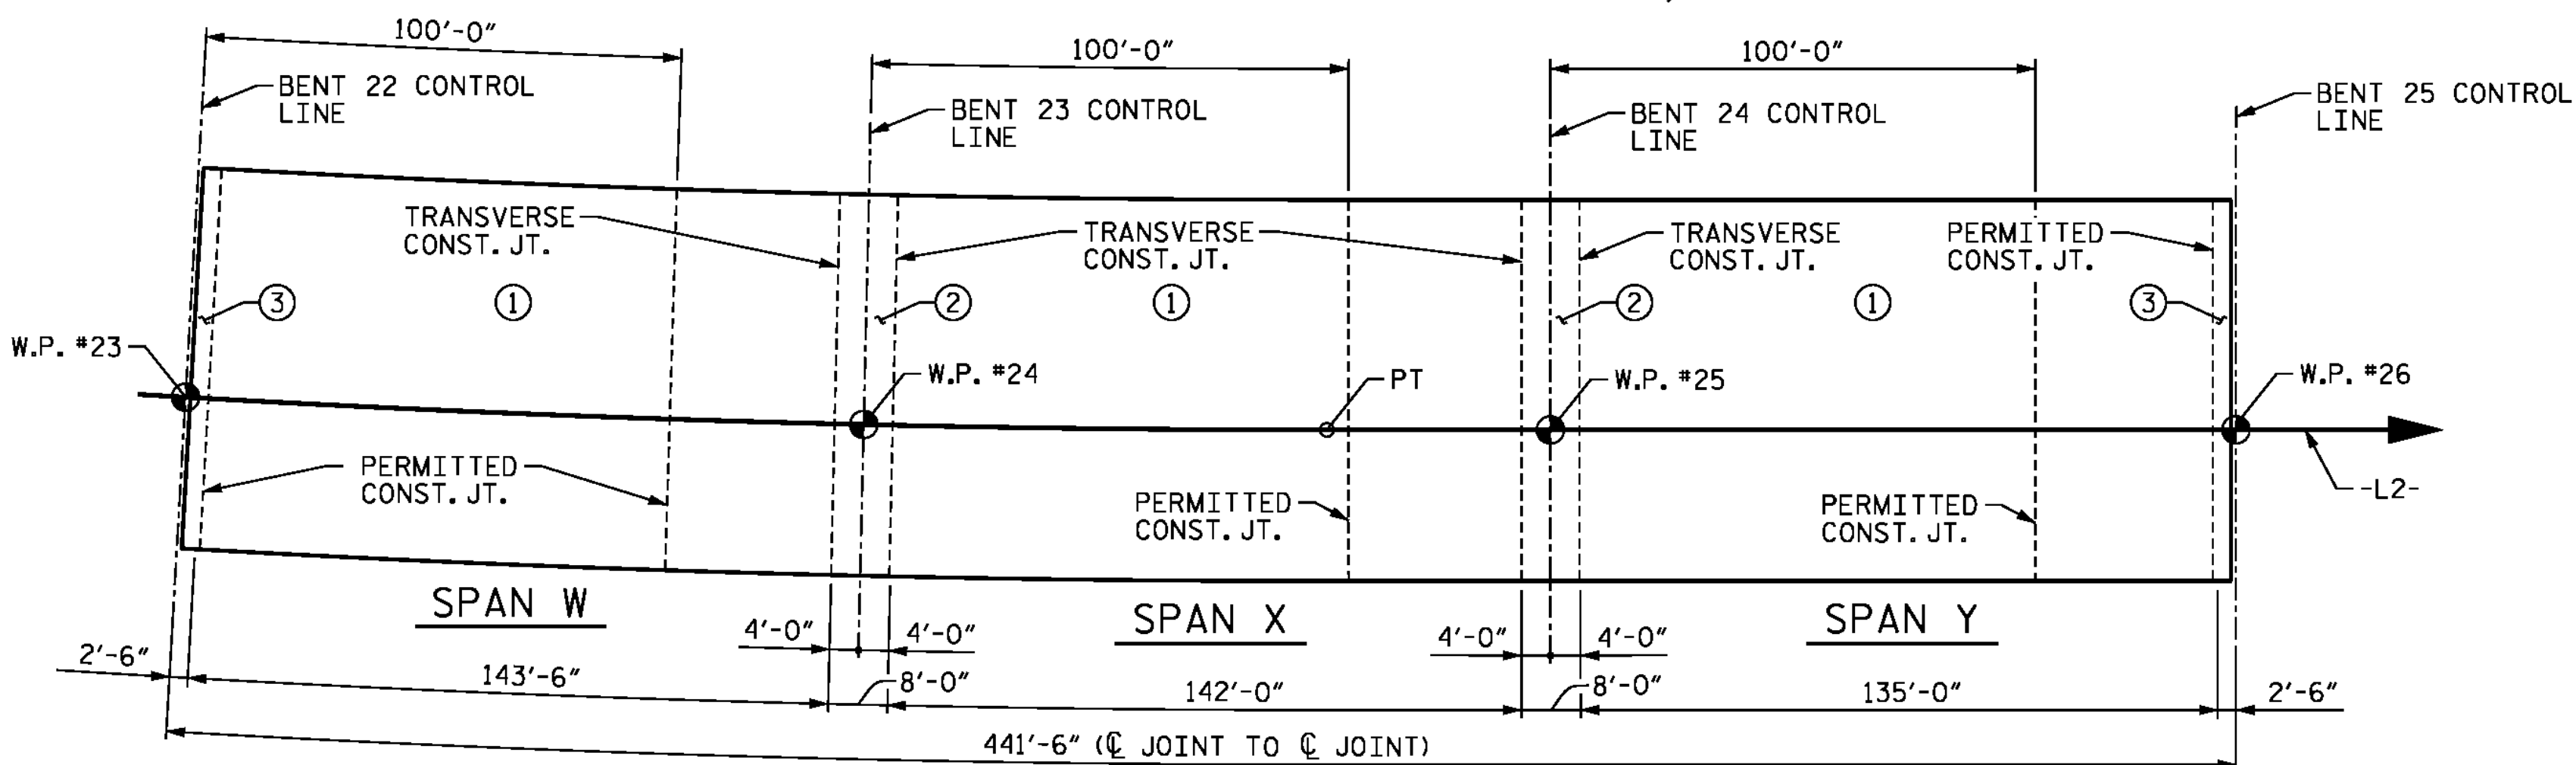 100'-0"
100'-0"
100'-0"
BENT 22 CONTROL
LINE
BENT 23 CONTROL
LINE
BENT 24 CONTROL
LINE
BENT 25 CONTROL
LINE
TRANSVERSE
CONST. JT.
TRANSVERSE
CONST. JT.
TRANSVERSE
CONST. JT.
PERMITTED
CONST. JT.
3
1
2
1
2
1
3
W.P. #23
W.P. #24
PT
W.P. #25
W.P. #26
PERMITTED
CONST. JT.
PERMITTED
CONST. JT.
PERMITTED
CONST. JT.
-L2-
SPAN W
SPAN X
SPAN Y
4'-0"
4'-0"
4'-0"
4'-0"
2'-6"
143'-6"
8'-0"
142'-0"
8'-0"
135'-0"
2'-6"
441'-6" (℄ JOINT TO ℄ JOINT)